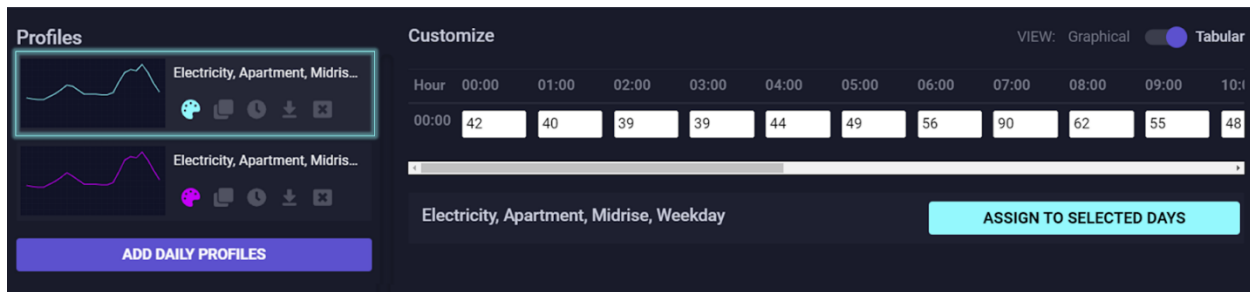 Profiles
Electricity, Apartment, Midris...
Electricity, Apartment, Midris...
ADD DAILY PROFILES
Customize
VIEW: Graphical Tabular
Hour 00:00 01:00 02:00 03:00 04:00 05:00 06:00 07:00 08:00 09:00
00:00 42 40 39 39 44 49 56 90 62 55 48
Electricity, Apartment, Midrise, Weekday
ASSIGN TO SELECTED DAYS